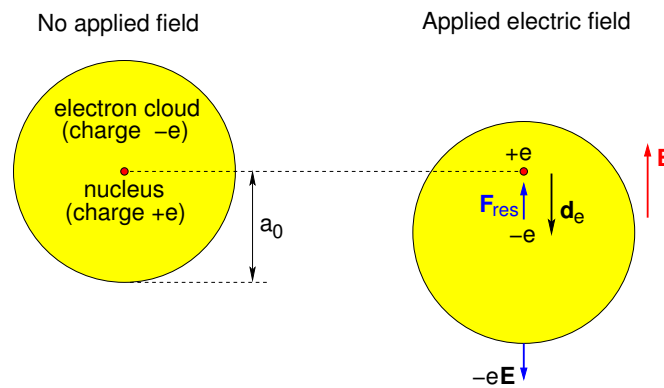 No applied field
Applied electric field
electron cloud
(charge −e)
nucleus
(charge +e)
a0
+e
Fres
−e
de
E
−eE